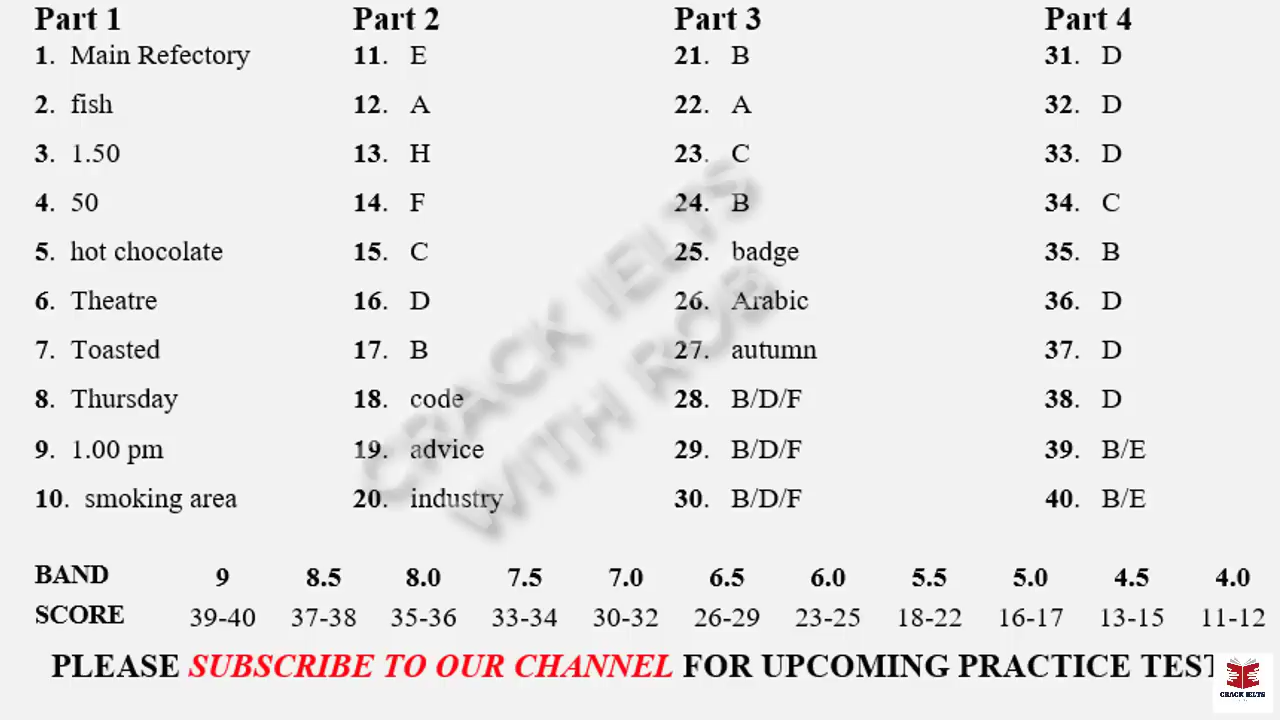 Part 1
1. Main Refectory
2. fish
3. 1.50
4. 50
5. hot chocolate
6. Theatre
7. Toasted
8. Thursday
9. 1.00 pm
10. smoking area
Part 2
11. E
12. A
13. H
14. F
15. C
16. D
17. B
18. code
19. advice
20. industry
Part 3
21. B
22. A
23. C
24. B
25. badge
26. Arabic
27. autumn
28. B/D/F
29. B/D/F
30. B/D/F
Part 4
31. D
32. D
33. D
34. C
35. B
36. D
37. D
38. D
39. B/E
40. B/E
CRACK IELTS
WITH ROB
BAND 9 8.5 8.0 7.5 7.0 6.5 6.0 5.5 5.0 4.5 4.0
SCORE 39-40 37-38 35-36 33-34 30-32 26-29 23-25 18-22 16-17 13-15 11-12
PLEASE SUBSCRIBE TO OUR CHANNEL FOR UPCOMING PRACTICE TEST
CRACK IELTS